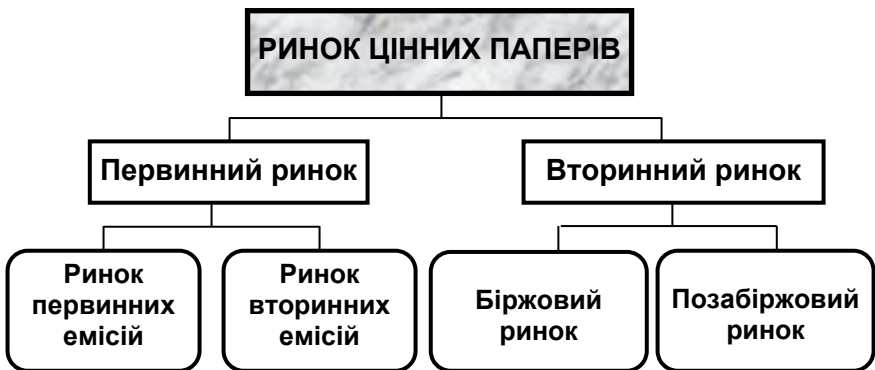 РИНОК ЦІННИХ ПАПЕРІВ
Первинний ринок
Вторинний ринок
Ринок
первинних
емісій
Ринок
вторинних
емісій
Біржовий
ринок
Позабіржовий
ринок